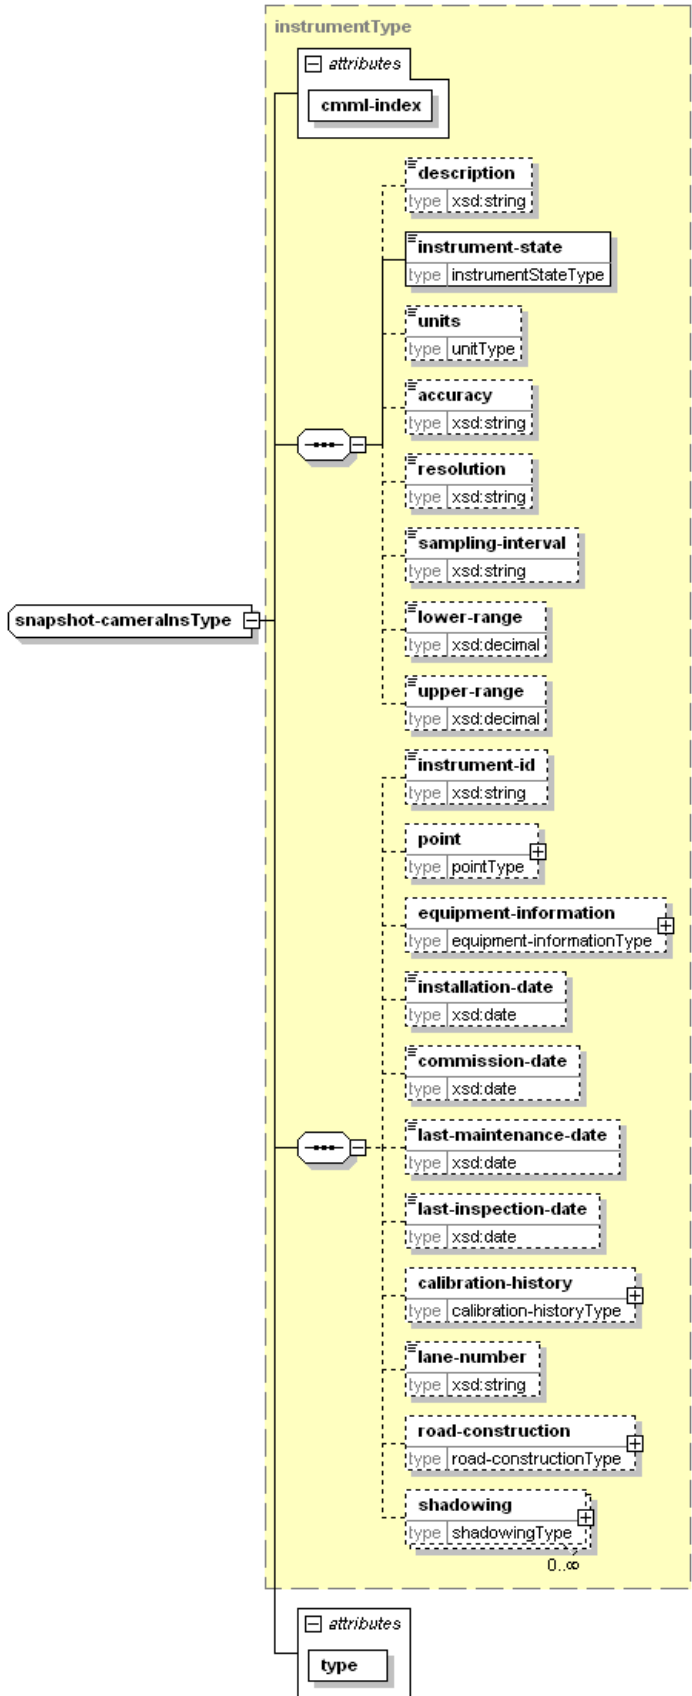 instrumentType
attributes
cmml-index
description
type xsd:string
instrument-state
type instrumentStateType
units
type unitType
accuracy
type xsd:string
resolution
type xsd:string
sampling-interval
type xsd:string
snapshot-cameraInsType
lower-range
type xsd:decimal
upper-range
type xsd:decimal
instrument-id
type xsd:string
point
type pointType
equipment-information
type equipment-informationType
installation-date
type xsd:date
commission-date
type xsd:date
last-maintenance-date
type xsd:date
last-inspection-date
type xsd:date
calibration-history
type calibration-historyType
lane-number
type xsd:string
road-construction
type road-constructionType
shadowing
type shadowingType
0..∞
attributes
type